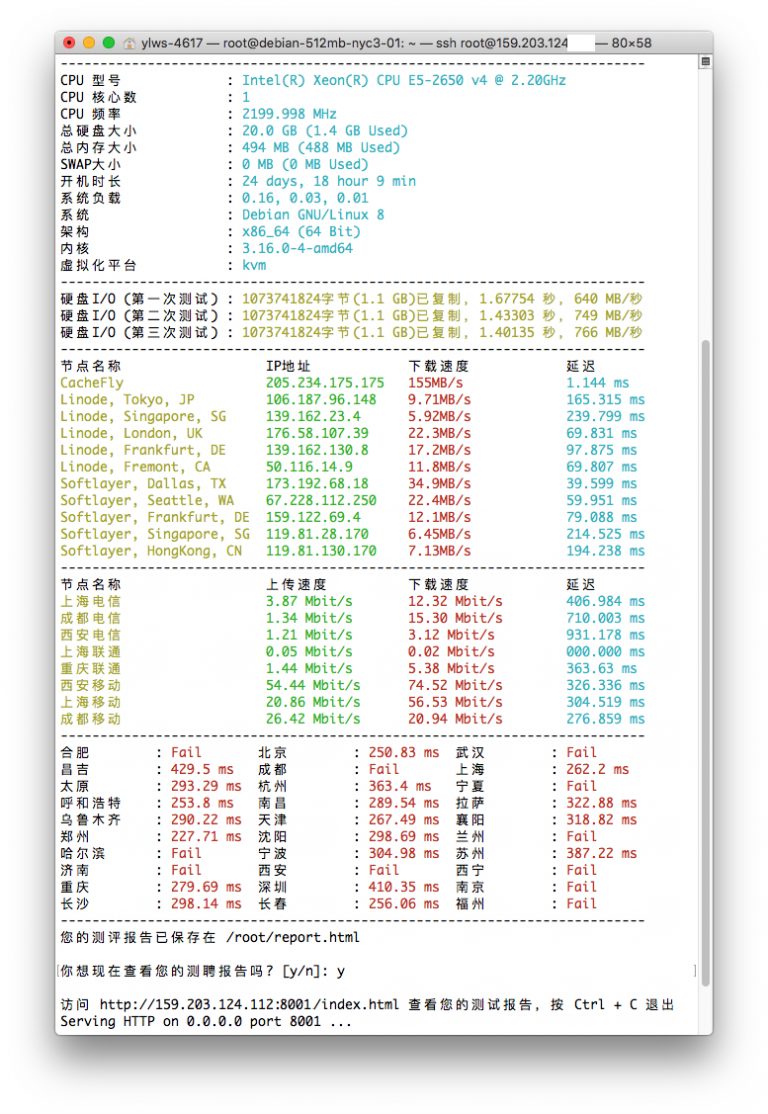 ylws-4617 — root@debian-512mb-nyc3-01: ~ — ssh root@159.203.124 — 80×58
----------------------------------------------------------------------
CPU 型号 : Intel(R) Xeon(R) CPU E5-2650 v4 @ 2.20GHz
CPU 核心数 : 1
CPU 频率 : 2199.998 MHz
总硬盘大小 : 20.0 GB (1.4 GB Used)
总内存大小 : 494 MB (488 MB Used)
SWAP大小 : 0 MB (0 MB Used)
开机时长 : 24 days, 18 hour 9 min
系统负载 : 0.16, 0.03, 0.01
系统 : Debian GNU/Linux 8
架构 : x86_64 (64 Bit)
内核 : 3.16.0-4-amd64
虚拟化平台 : kvm
----------------------------------------------------------------------
硬盘I/O (第一次测试) : 1073741824字节(1.1 GB)已复制, 1.67754 秒, 640 MB/秒
硬盘I/O (第二次测试) : 1073741824字节(1.1 GB)已复制, 1.43303 秒, 749 MB/秒
硬盘I/O (第三次测试) : 1073741824字节(1.1 GB)已复制, 1.40135 秒, 766 MB/秒
----------------------------------------------------------------------
节点名称 IP地址 下载速度 延迟
CacheFly 205.234.175.175 155MB/s 1.144 ms
Linode, Tokyo, JP 106.187.96.148 9.71MB/s 165.315 ms
Linode, Singapore, SG 139.162.23.4 5.92MB/s 239.799 ms
Linode, London, UK 176.58.107.39 22.3MB/s 69.831 ms
Linode, Frankfurt, DE 139.162.130.8 17.2MB/s 97.875 ms
Linode, Fremont, CA 50.116.14.9 11.8MB/s 69.807 ms
Softlayer, Dallas, TX 173.192.68.18 34.9MB/s 39.599 ms
Softlayer, Seattle, WA 67.228.112.250 22.4MB/s 59.951 ms
Softlayer, Frankfurt, DE 159.122.69.4 12.1MB/s 79.088 ms
Softlayer, Singapore, SG 119.81.28.170 6.45MB/s 214.525 ms
Softlayer, HongKong, CN 119.81.130.170 7.13MB/s 194.238 ms
----------------------------------------------------------------------
节点名称 上传速度 下载速度 延迟
上海电信 3.87 Mbit/s 12.32 Mbit/s 406.984 ms
成都电信 1.34 Mbit/s 15.30 Mbit/s 710.003 ms
西安电信 1.21 Mbit/s 3.12 Mbit/s 931.178 ms
上海联通 0.05 Mbit/s 0.02 Mbit/s 000.000 ms
重庆联通 1.44 Mbit/s 5.38 Mbit/s 363.63 ms
西安移动 54.44 Mbit/s 74.52 Mbit/s 326.336 ms
上海移动 20.86 Mbit/s 56.53 Mbit/s 304.519 ms
成都移动 26.42 Mbit/s 20.94 Mbit/s 276.859 ms
----------------------------------------------------------------------
合肥 : Fail 北京 : 250.83 ms 武汉 : Fail
昌吉 : 429.5 ms 成都 : Fail 上海 : 262.2 ms
太原 : 293.29 ms 杭州 : 363.4 ms 宁夏 : Fail
呼和浩特 : 253.8 ms 南昌 : 289.54 ms 拉萨 : 322.88 ms
乌鲁木齐 : 290.22 ms 天津 : 267.49 ms 襄阳 : 318.82 ms
郑州 : 227.71 ms 沈阳 : 298.69 ms 兰州 : Fail
哈尔滨 : Fail 宁波 : 304.98 ms 苏州 : 387.22 ms
济南 : Fail 西安 : Fail 西宁 : Fail
重庆 : 279.69 ms 深圳 : 410.35 ms 南京 : Fail
长沙 : 298.14 ms 长春 : 256.06 ms 福州 : Fail
----------------------------------------------------------------------
您的测评报告已保存在 /root/report.html
[你想现在查看您的测聘报告吗? [y/n]: y ]
访问 http://159.203.124.112:8001/index.html 查看您的测试报告, 按 Ctrl + C 退出
Serving HTTP on 0.0.0.0 port 8001 ...